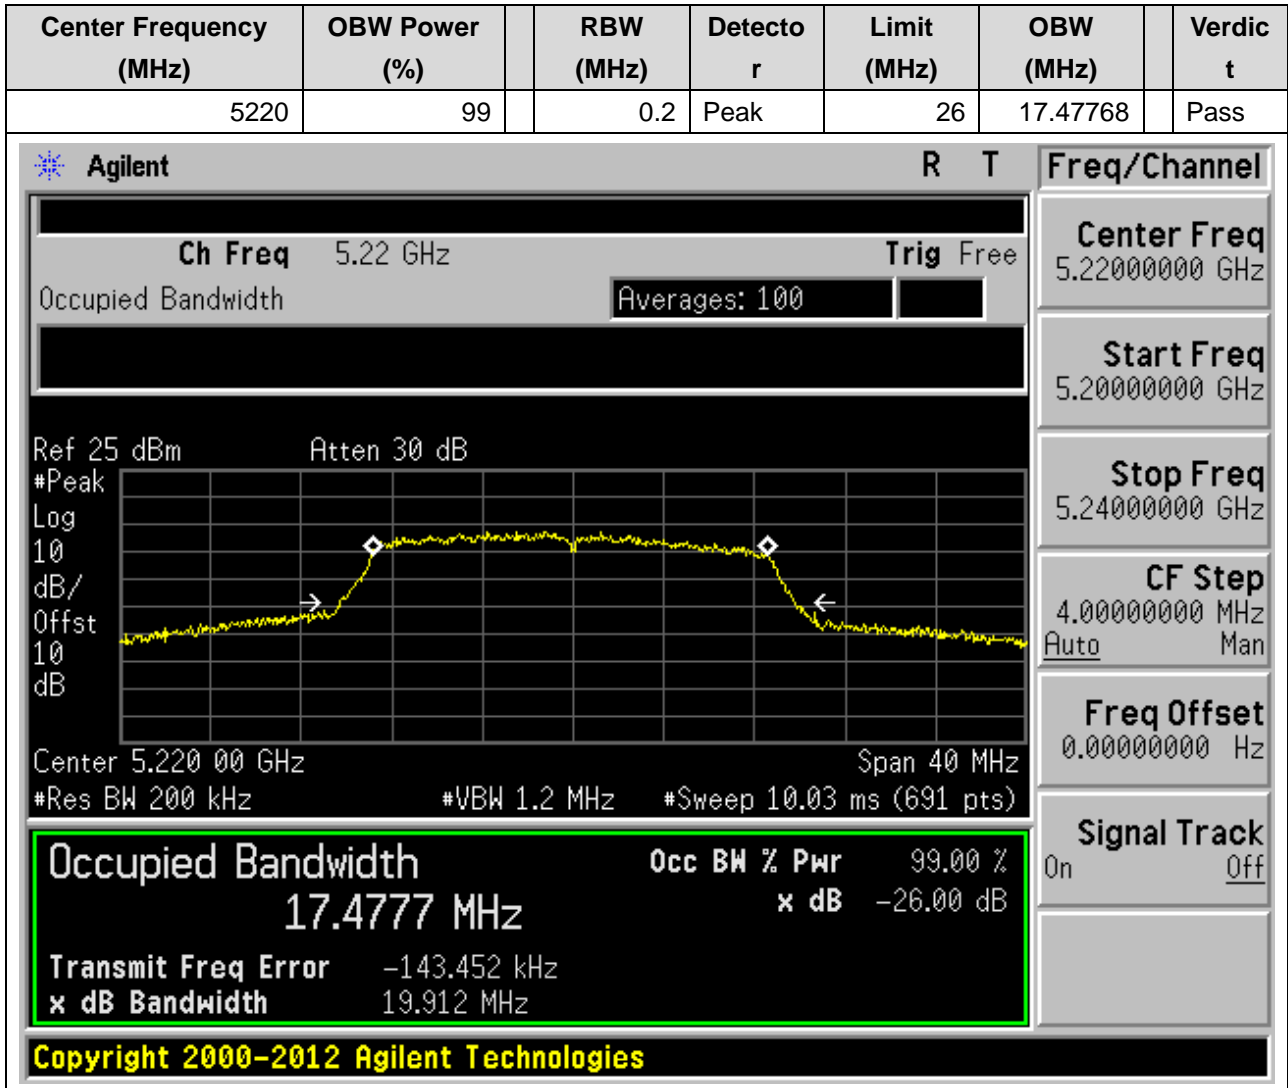 Center Frequency (MHz) OBW Power (%) RBW (MHz) Detector Limit (MHz) OBW (MHz) Verdict
5220 99 0.2 Peak 26 17.47768 Pass
Agilent R T Freq/Channel
Ch Freq 5.22 GHz Trig Free
Occupied Bandwidth Averages: 100
Center Freq
5.22000000 GHz
Start Freq
5.20000000 GHz
Stop Freq
5.24000000 GHz
CF Step
4.00000000 MHz
Auto Man
Freq Offset
0.00000000 Hz
Signal Track
On Off
Ref 25 dBm Atten 30 dB
#Peak
Log
10
dB/
Offst
10
dB
Center 5.220 00 GHz Span 40 MHz
#Res BW 200 kHz #VBW 1.2 MHz #Sweep 10.03 ms (691 pts)
Occupied Bandwidth Occ BW % Pwr 99.00 %
17.4777 MHz x dB -26.00 dB
Transmit Freq Error -143.452 kHz
x dB Bandwidth 19.912 MHz
Copyright 2000-2012 Agilent Technologies